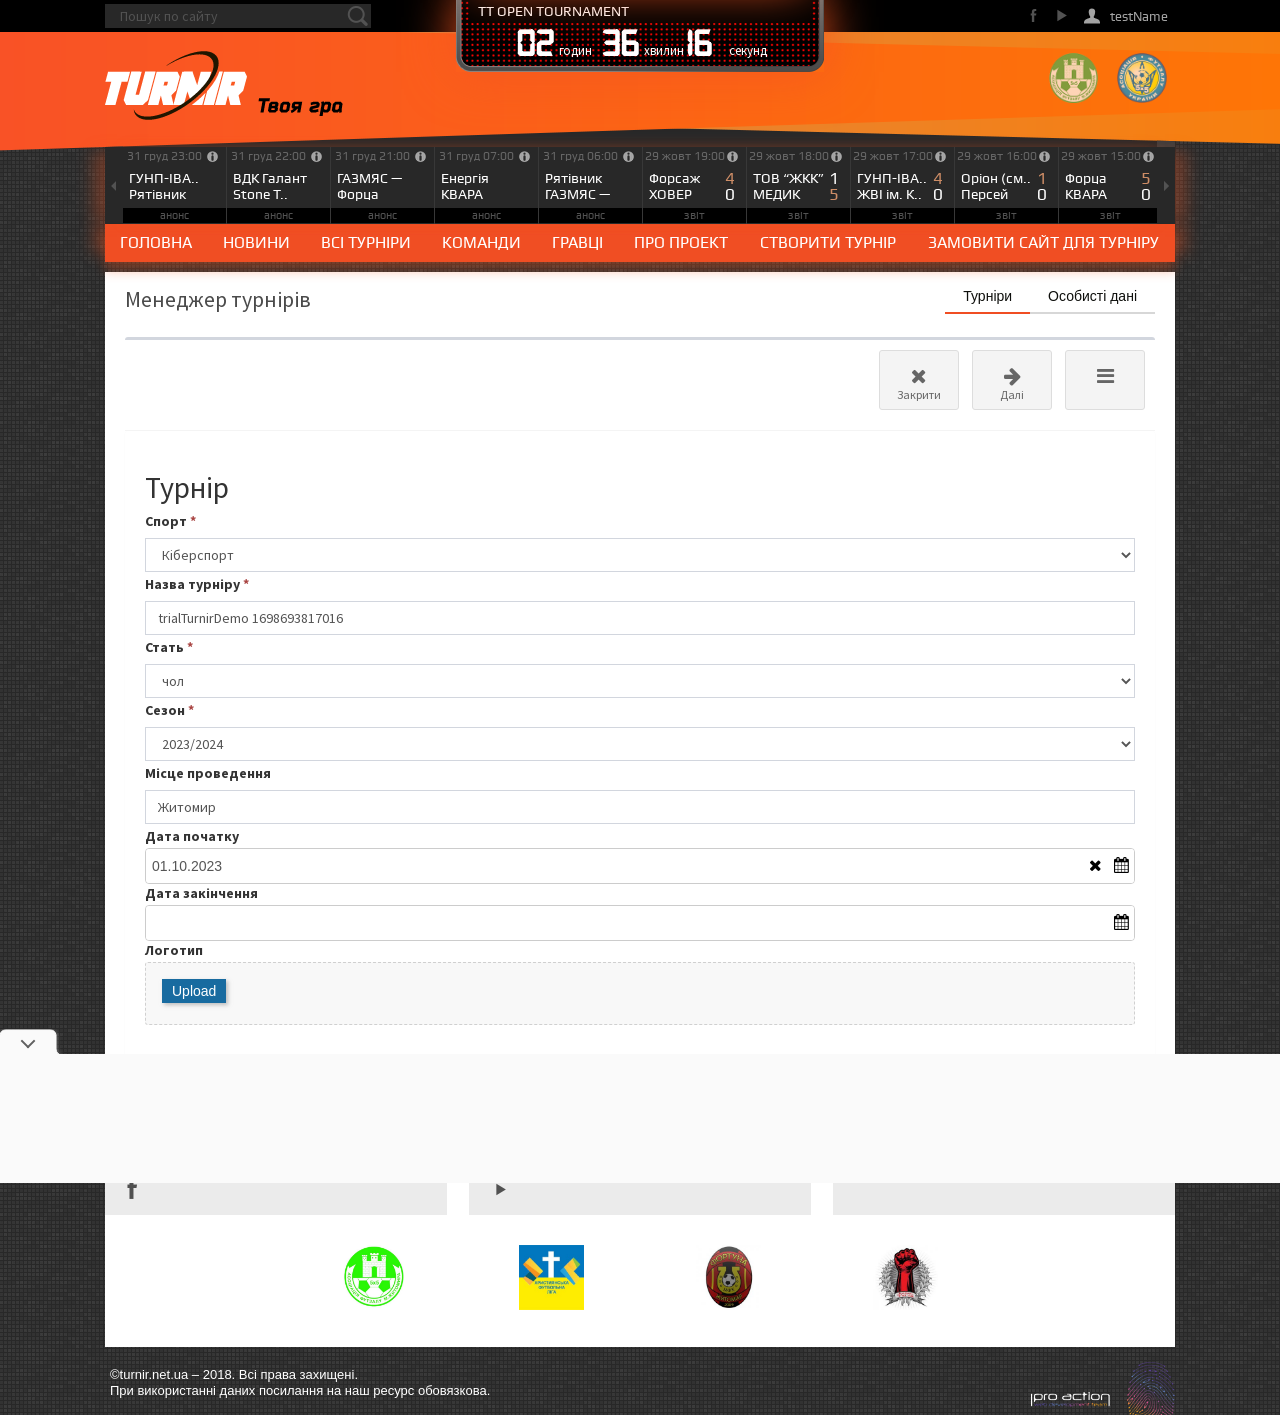 Пошук по сайту
TT OPEN TOURNAMENT
02 годин 36 хвилин 16 секунд
testName
TURNIR
Твоя гра
31 груд 23:00 31 груд 22:00 31 груд 21:00 31 груд 07:00 31 груд 06:00 29 жовт 19:00 29 жовт 18:00 29 жовт 17:00 29 жовт 16:00 29 жовт 15:00
ГУНП-ІВА.. ВДК Галант ГАЗМЯС — Енергія Рятівник Форсаж 4 ТОВ “ЖКК” 1 ГУНП-ІВА.. 4 Оріон (см.. 1 Форца 5
Рятівник Stone T.. Форца КВАРА ГАЗМЯС — ХОВЕР 0 МЕДИК 5 ЖВІ ім. К.. 0 Персей 0 КВАРА 0
анонс анонс анонс анонс анонс звіт звіт звіт звіт звіт
ГОЛОВНА НОВИНИ ВСІ ТУРНІРИ КОМАНДИ ГРАВЦІ ПРО ПРОЕКТ СТВОРИТИ ТУРНІР ЗАМОВИТИ САЙТ ДЛЯ ТУРНІРУ
Менеджер турнірів
Турніри Особисті дані
Закрити Далі
Турнір
Спорт *
Кіберспорт
Назва турніру *
trialTurnirDemo 1698693817016
Стать *
чол
Сезон *
2023/2024
Місце проведення
Житомир
Дата початку
01.10.2023
Дата закінчення
Логотип
Upload
©turnir.net.ua – 2018. Всі права захищені.
При використанні даних посилання на наш ресурс обовязкова.
pro action